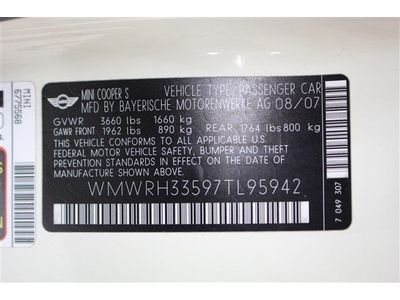 MINI COOPER S VEHICLE TYPE: PASSENGER CAR
MFD BY BAYERISCHE MOTORENWERKE AG 08/07
GVWR 3660 lbs 1660 kg
GAWR FRONT 1962 lbs 890 kg REAR 1764 lbs 800 kg
THIS VEHICLE CONFORMS TO ALL APPLICABLE U.S.
FEDERAL MOTOR VEHICLE SAFETY, BUMPER AND THEFT
PREVENTION STANDARDS IN EFFECT ON THE DATE
OF MANUFACTURE SHOWN ABOVE.
WMWRH33597TL95942
7 049 307
MINI
6775568